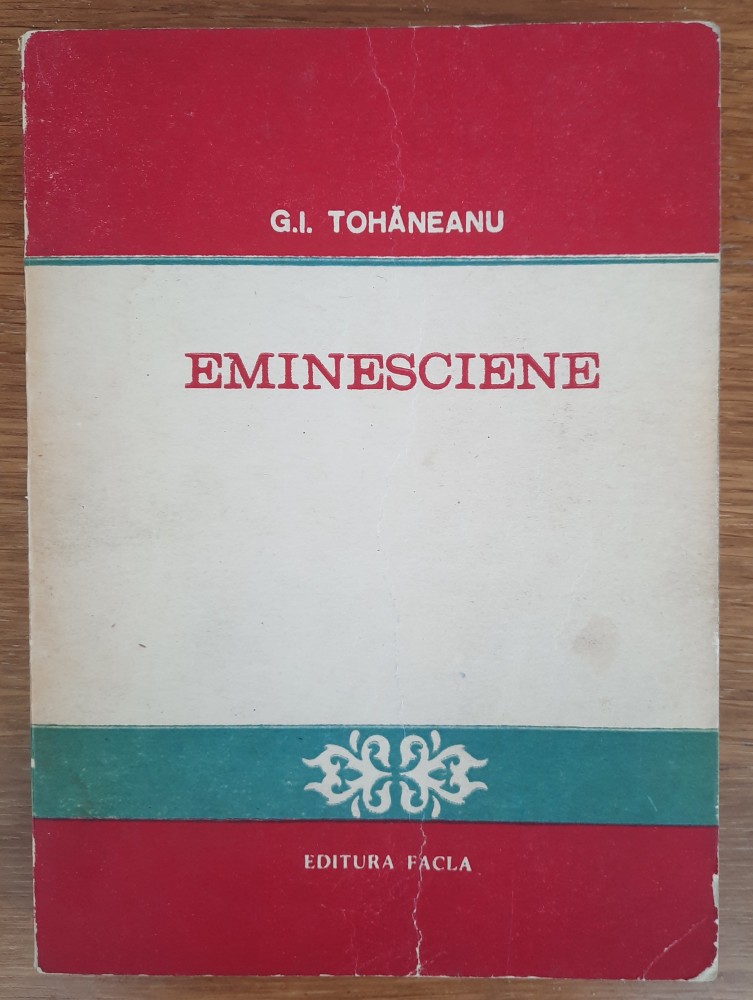 G.I. TOHĂNEANU
EMINESCIENE
EDITURA FACLA